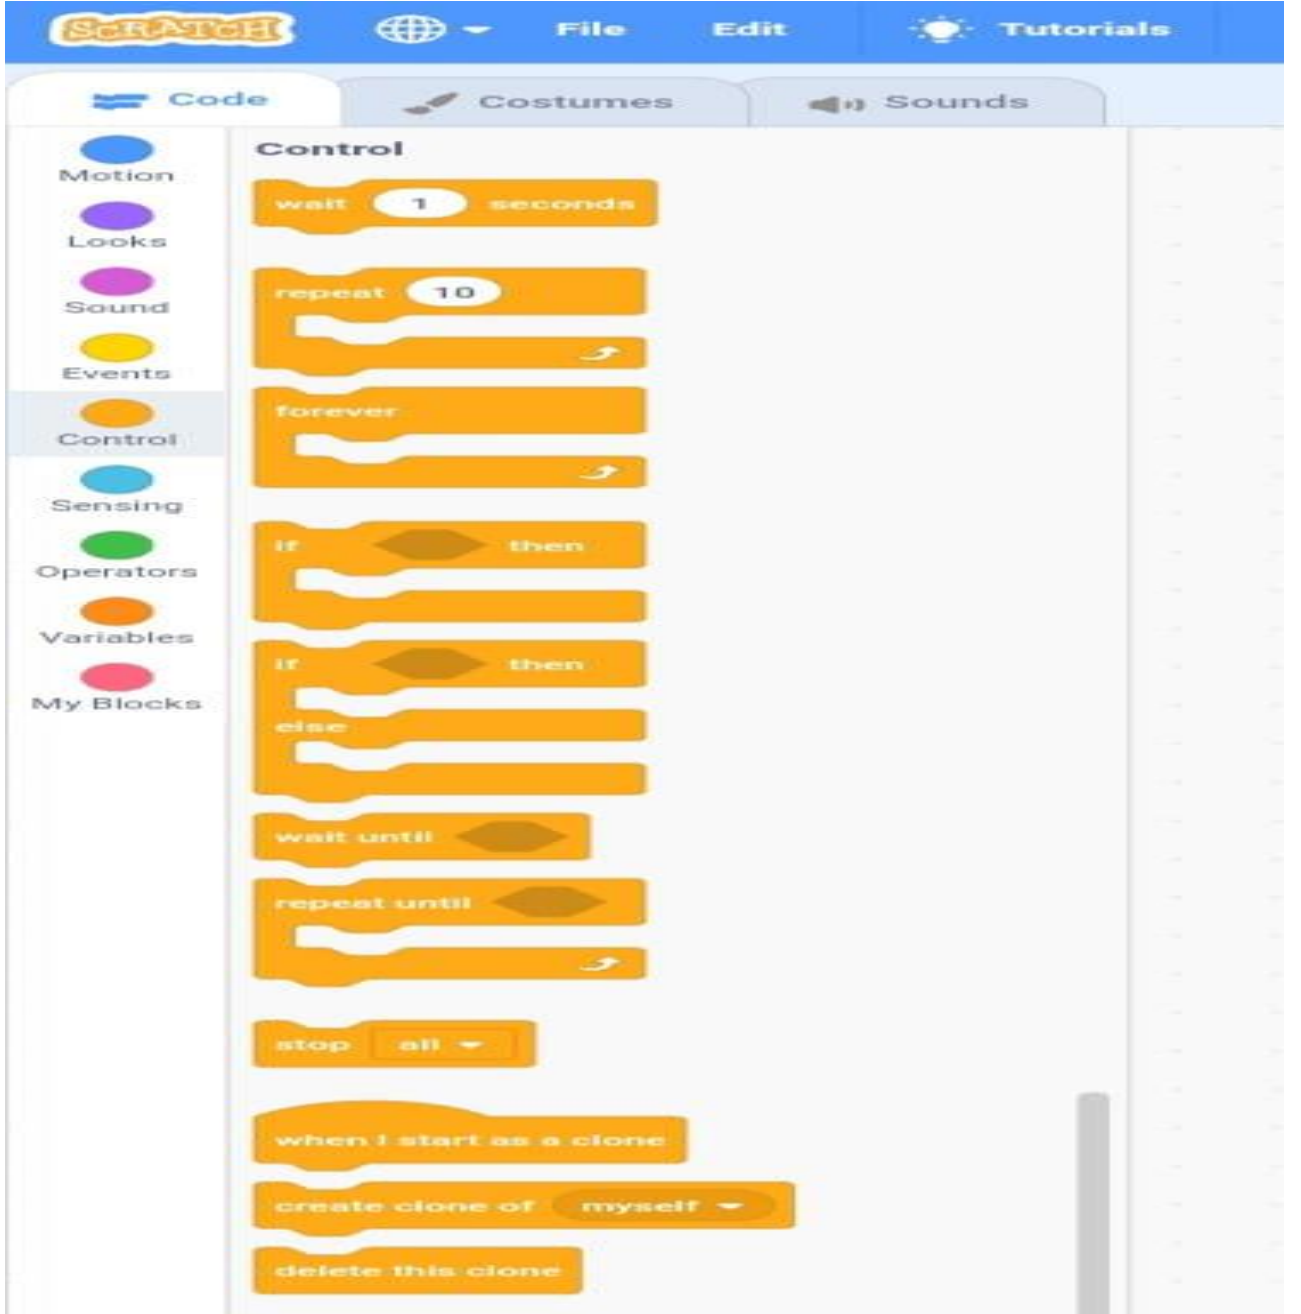 SCRATCH File Edit Tutorials
Code Costumes Sounds
Motion
Looks
Sound
Events
Control
Sensing
Operators
Variables
My Blocks
Control
wait 1 seconds
repeat 10
forever
if then
if then
else
wait until
repeat until
stop all
when I start as a clone
create clone of myself
delete this clone